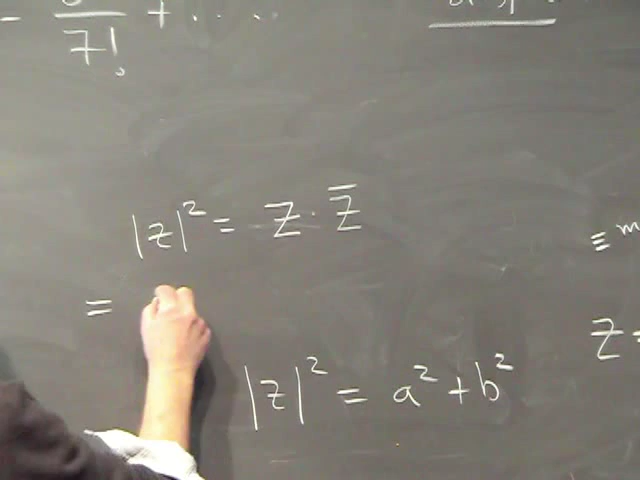 - 7! + .. . .
|z|² = z · z̅
= m
=
z =
|z|² = a² + b²